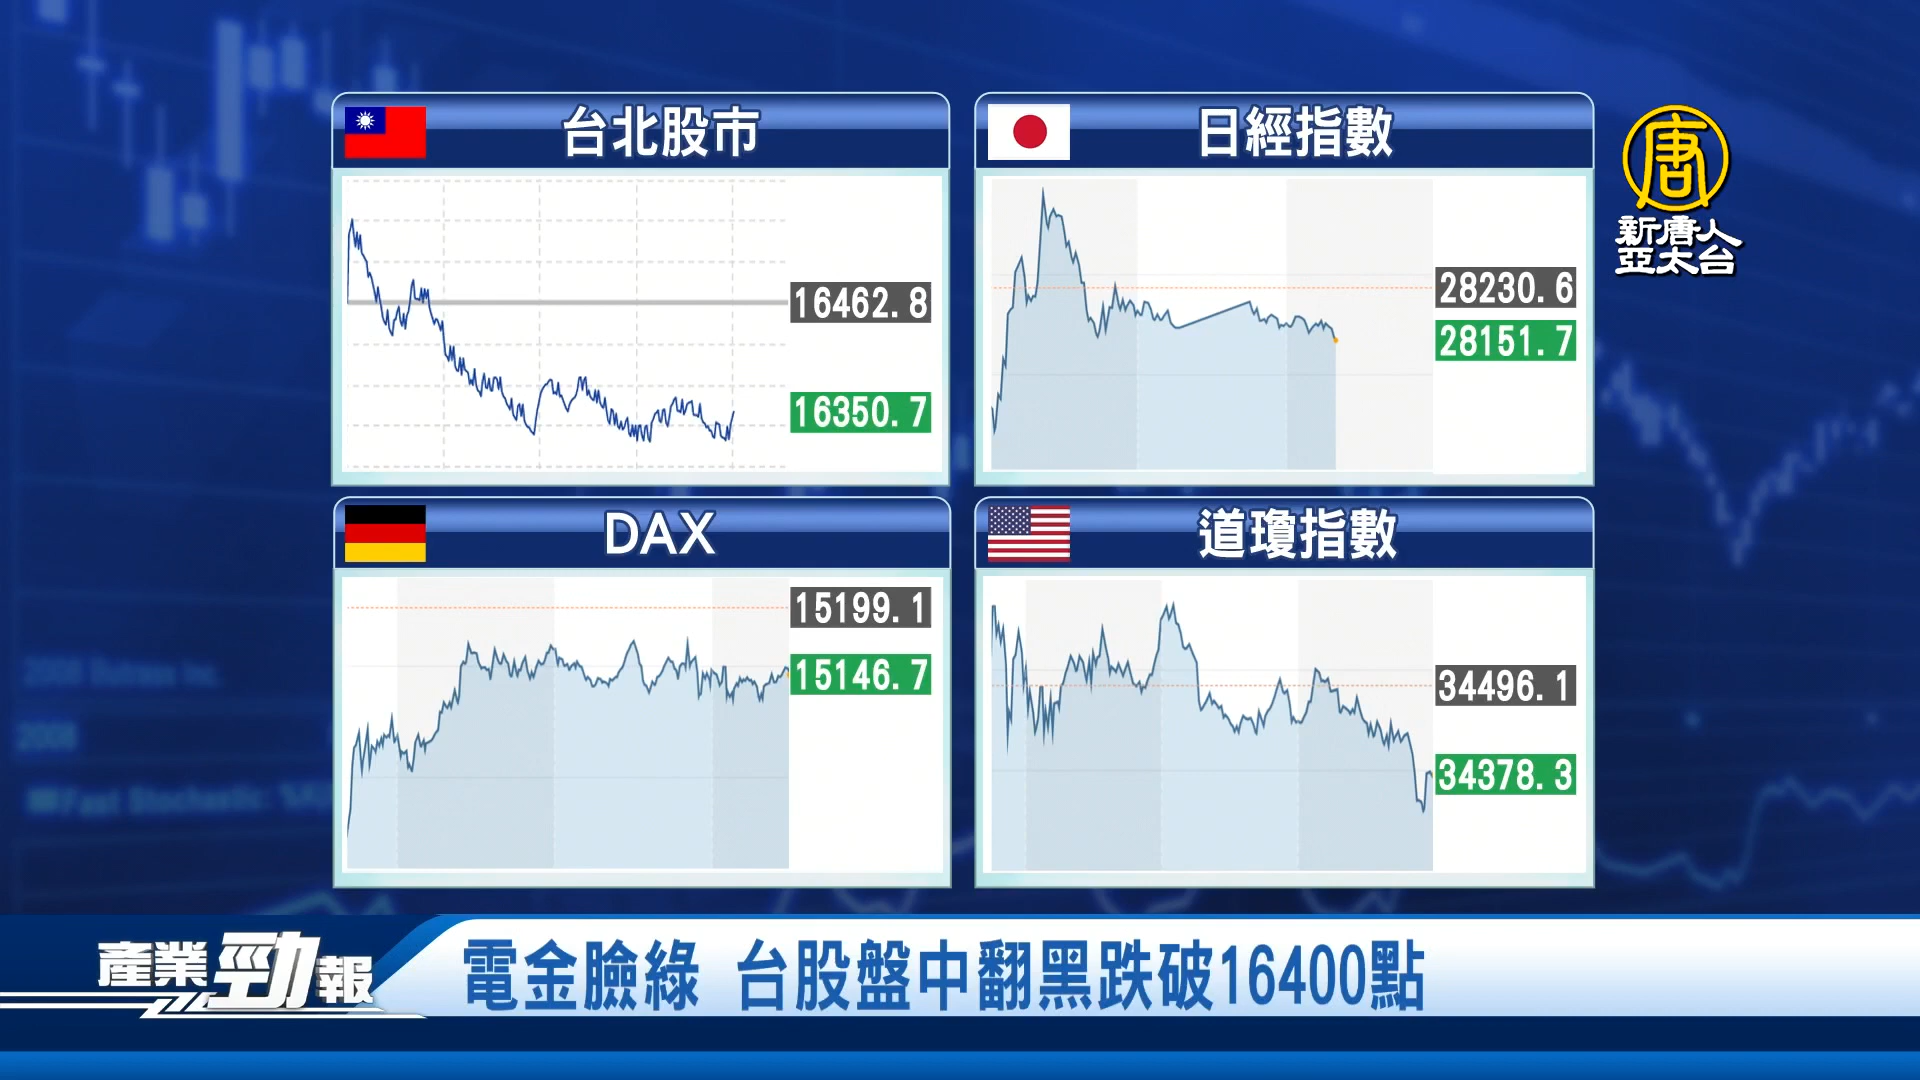 台北股市
16462.8
16350.7
日經指數
28230.6
28151.7
唐
新唐人
亞太台
DAX
15199.1
15146.7
道瓊指數
34496.1
34378.3
2008
產業勁報
電金臉綠 台股盤中翻黑跌破16400點